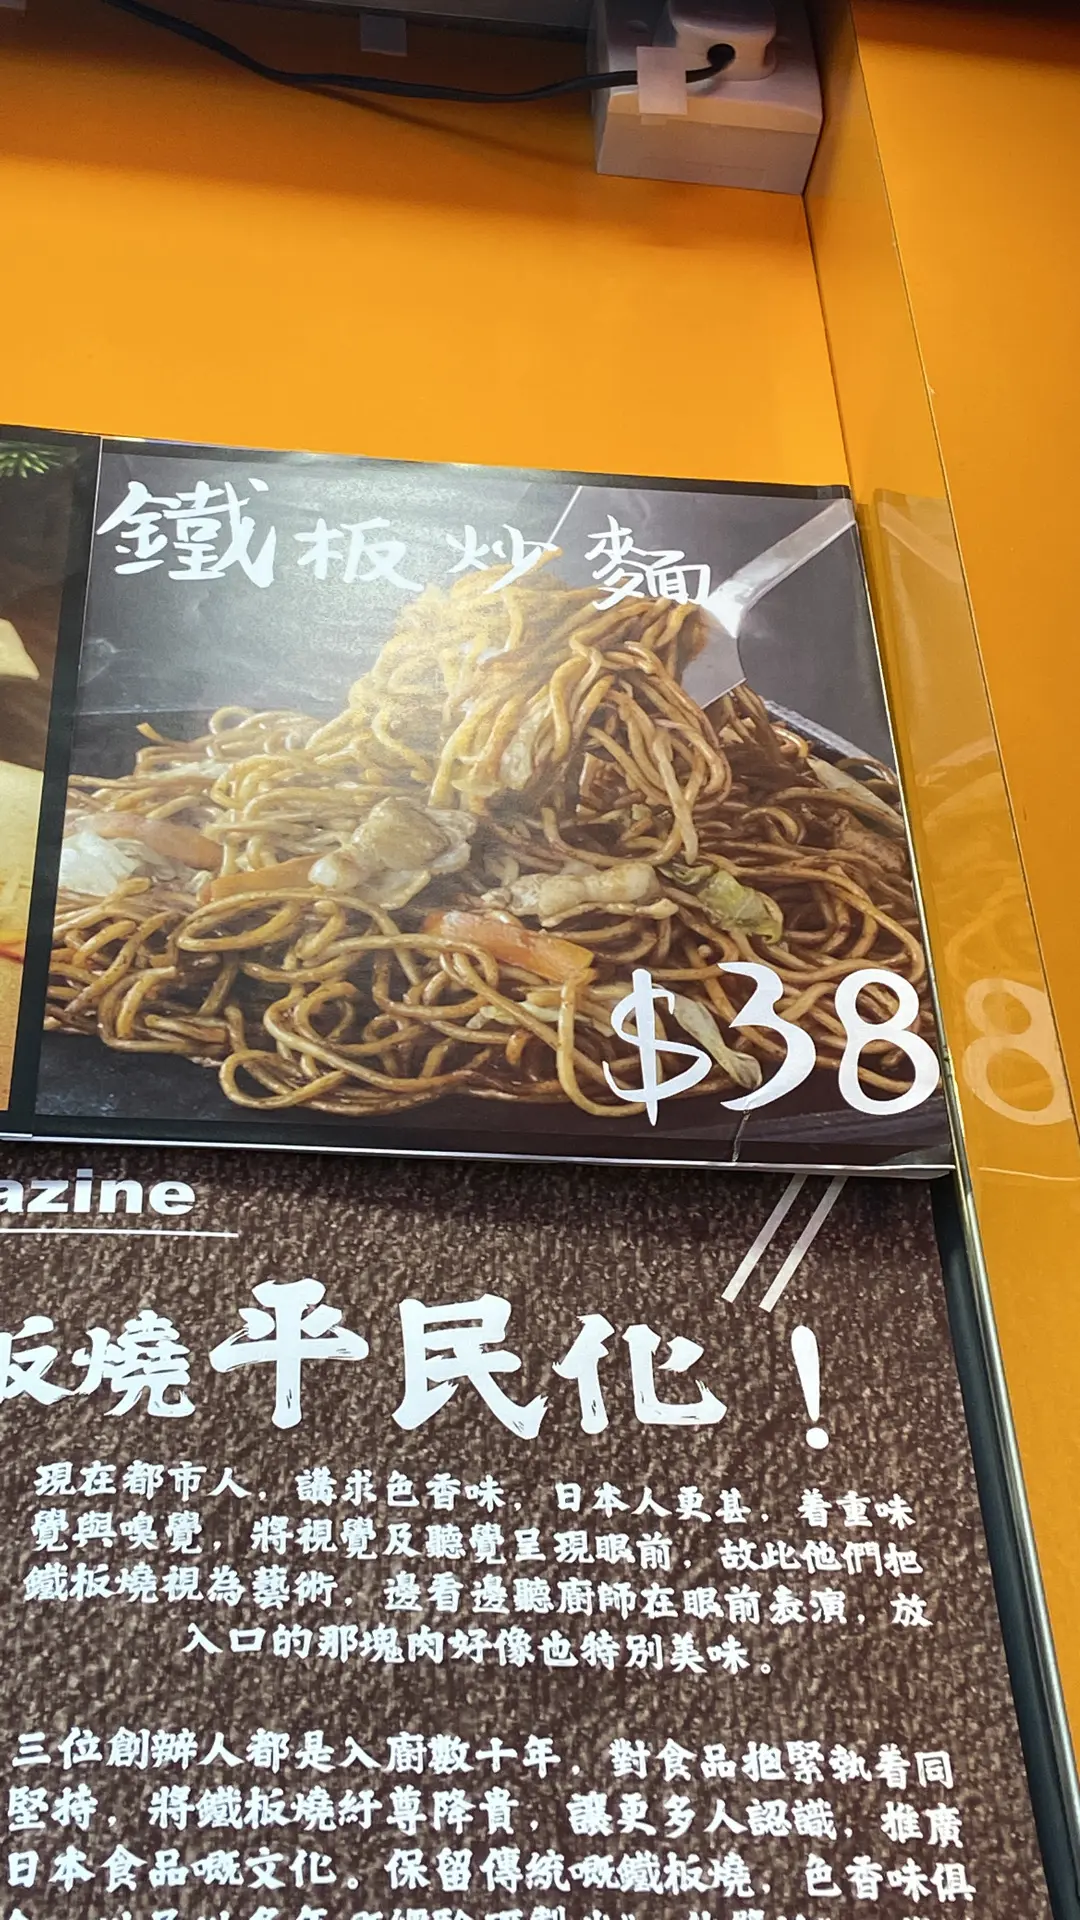 鐵板炒麵
$38
azine
板燒平民化！
現在都市人，講求色香味，日本人更甚，着重味
覺與嗅覺，將視覺及聽覺呈現眼前，故此他們把
鐵板燒視為藝術，邊看邊聽廚師在眼前表演，放
入口的那塊肉好像也特別美味。
三位創辦人都是入廚數十年，對食品抱緊執着同
堅持，將鐵板燒紆尊降貴，讓更多人認識，推廣
日本食品嘅文化。保留傳統嘅鐵板燒，色香味俱